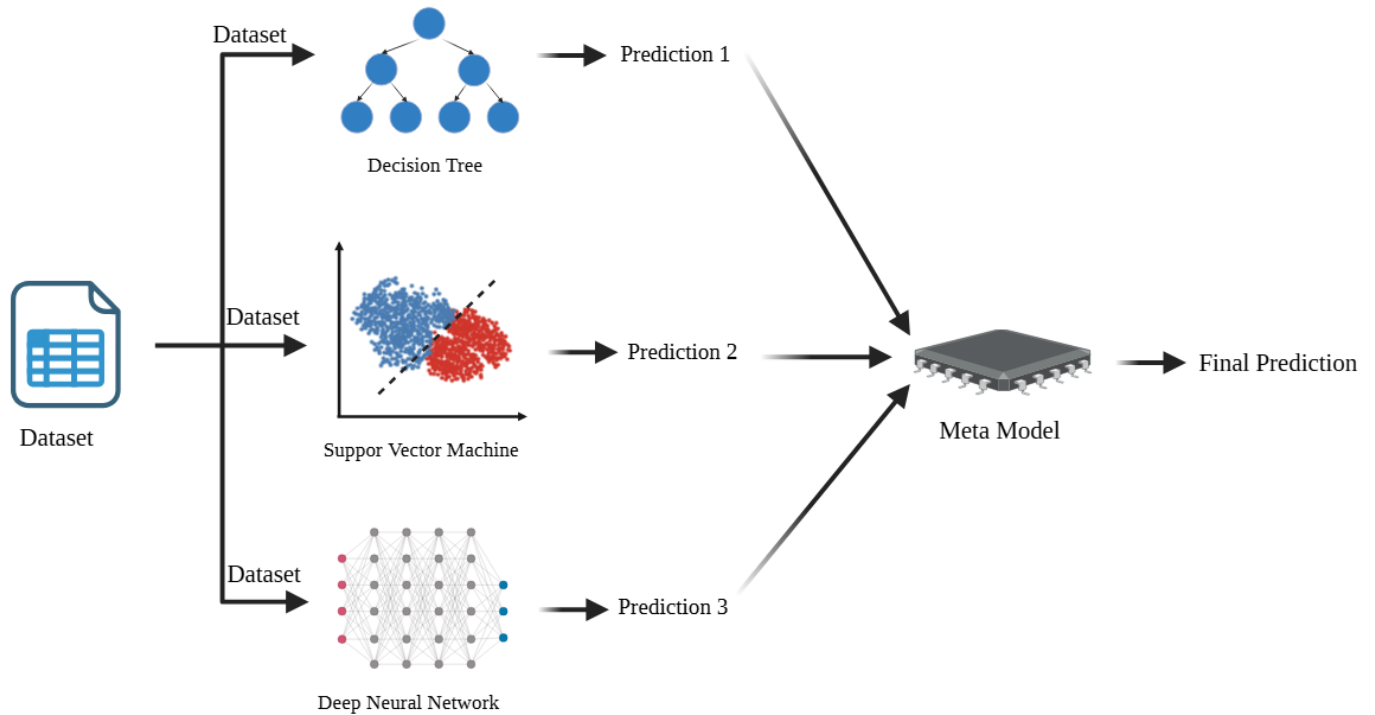 Dataset
Prediction 1
Decision Tree
Dataset
Prediction 2
Suppor Vector Machine
Dataset
Meta Model
Final Prediction
Dataset
Prediction 3
Deep Neural Network